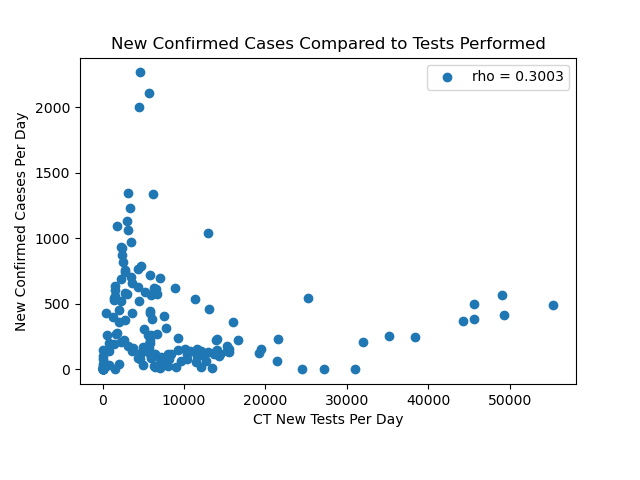 New Confirmed Cases Compared to Tests Performed
rho = 0.3003
New Confirmed Caeses Per Day
2000
1500
1000
500
0
0 10000 20000 30000 40000 50000
CT New Tests Per Day